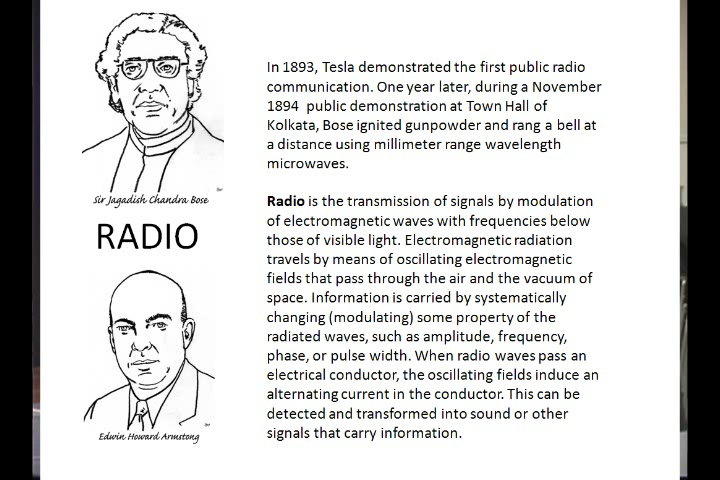 Sir Jagadish Chandra Bose
RADIO
Edwin Howard Armstong
In 1893, Tesla demonstrated the first public radio
communication. One year later, during a November
1894  public demonstration at Town Hall of
Kolkata, Bose ignited gunpowder and rang a bell at
a distance using millimeter range wavelength
microwaves.
Radio is the transmission of signals by modulation
of electromagnetic waves with frequencies below
those of visible light. Electromagnetic radiation
travels by means of oscillating electromagnetic
fields that pass through the air and the vacuum of
space. Information is carried by systematically
changing (modulating) some property of the
radiated waves, such as amplitude, frequency,
phase, or pulse width. When radio waves pass an
electrical conductor, the oscillating fields induce an
alternating current in the conductor. This can be
detected and transformed into sound or other
signals that carry information.